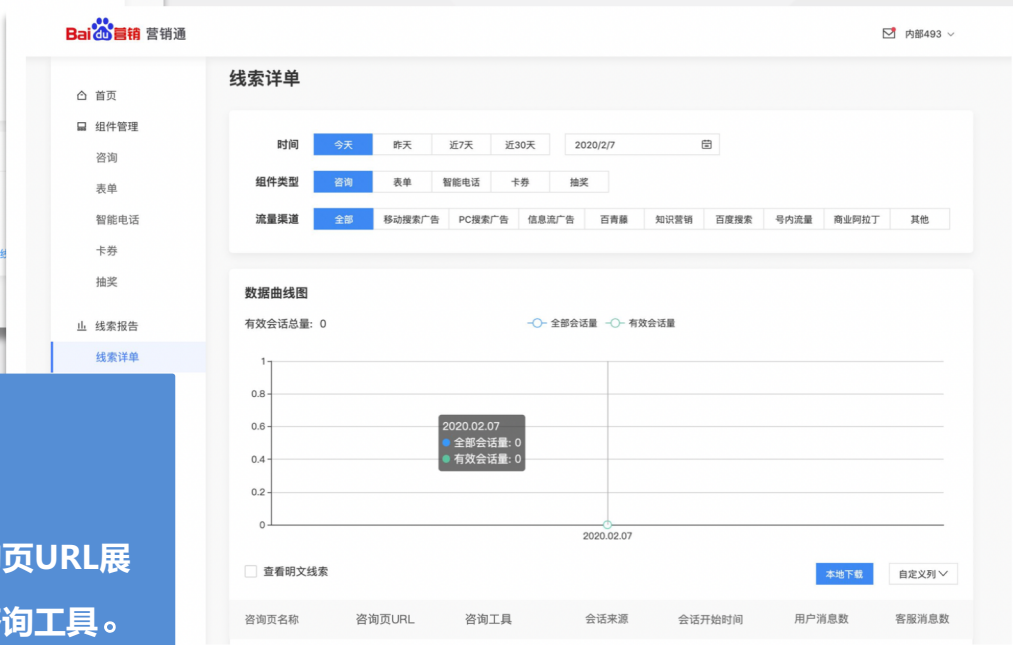 Bai du 营销 营销通
内部493
首页
组件管理
咨询
表单
智能电话
卡券
抽奖
线索报告
线索详单
线索详单
时间 今天 昨天 近7天 近30天 2020/2/7
组件类型 咨询 表单 智能电话 卡券 抽奖
流量渠道 全部 移动搜索广告 PC搜索广告 信息流广告 百青藤 知识营销 百度搜索 号内流量 商业阿拉丁 其他
数据曲线图
有效会话总量: 0
全部会话量 有效会话量
1
0.8
0.6
0.4
0.2
0
2020.02.07
全部会话量: 0
有效会话量: 0
2020.02.07
查看明文线索
本地下载 自定义列
咨询页名称 咨询页URL 咨询工具 会话来源 会话开始时间 用户消息数 客服消息数
页URL展
询工具。